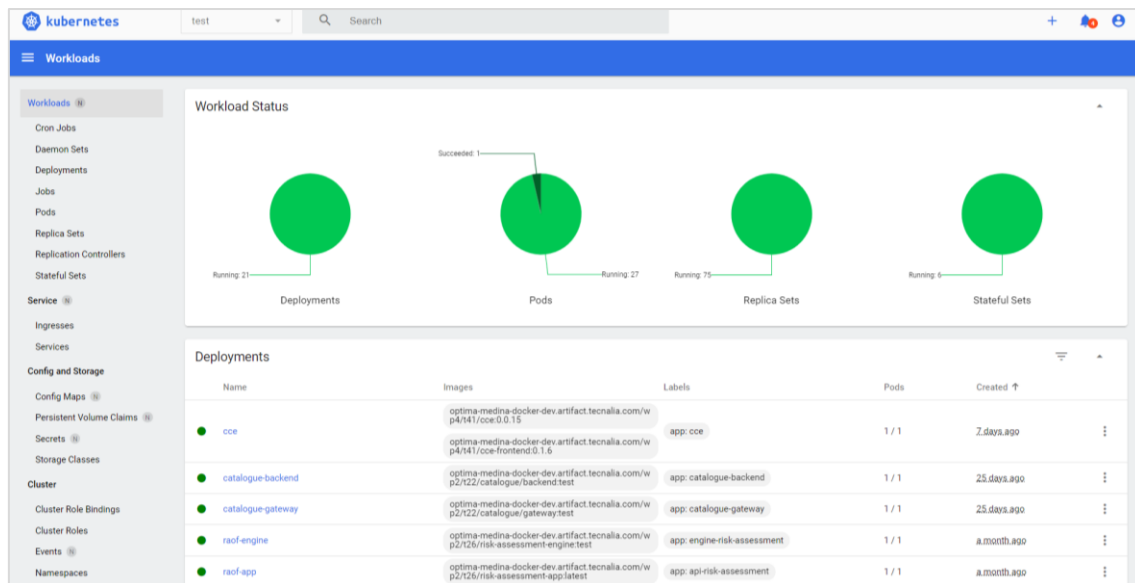 kubernetes
test
Search
4
Workloads
Workloads N
Cron Jobs
Daemon Sets
Deployments
Jobs
Pods
Replica Sets
Replication Controllers
Stateful Sets
Service N
Ingresses
Services
Config and Storage
Config Maps N
Persistent Volume Claims N
Secrets N
Storage Classes
Cluster
Cluster Role Bindings
Cluster Roles
Events N
Namespaces
Workload Status
Succeeded: 1
Running: 21
Running: 27
Running: 75
Running: 6
Deployments
Pods
Replica Sets
Stateful Sets
Deployments
Name Images Labels Pods Created ↑
cce
optima-medina-docker-dev.artifact.tecnalia.com/w
p4/t41/cce:0.0.15
optima-medina-docker-dev.artifact.tecnalia.com/w
p4/t41/cce-frontend:0.1.6
app: cce
1 / 1
7 days ago
catalogue-backend
optima-medina-docker-dev.artifact.tecnalia.com/w
p2/t22/catalogue/backend:test
app: catalogue-backend
1 / 1
25 days ago
catalogue-gateway
optima-medina-docker-dev.artifact.tecnalia.com/w
p2/t22/catalogue/gateway:test
app: catalogue-gateway
1 / 1
25 days ago
raof-engine
optima-medina-docker-dev.artifact.tecnalia.com/w
p2/t26/risk-assessment-engine:test
app: engine-risk-assessment
1 / 1
a month ago
raof-app
optima-medina-docker-dev.artifact.tecnalia.com/w
p2/t26/risk-assessment-app:latest
app: api-risk-assessment
1 / 1
a month ago